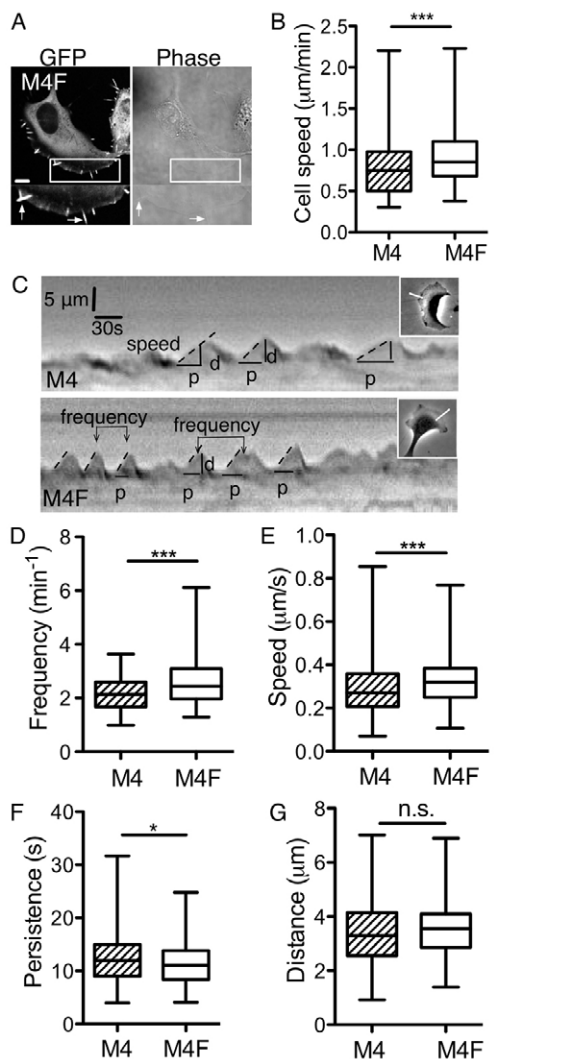 A
GFP Phase
M4F
B
***
Cell speed (μm/min)
2.5
2.0
1.5
1.0
0.5
0.0
M4 M4F
C
5 μm
30s
speed
d d
p p p
M4
frequency frequency
d
p p p p
M4F
D
***
Frequency (min⁻¹)
8
6
4
2
0
M4 M4F
E
***
Speed (μm/s)
1.0
0.8
0.6
0.4
0.2
0.0
M4 M4F
F
*
Persistence (s)
40
30
20
10
0
M4 M4F
G
n.s.
Distance (μm)
8
6
4
2
0
M4 M4F